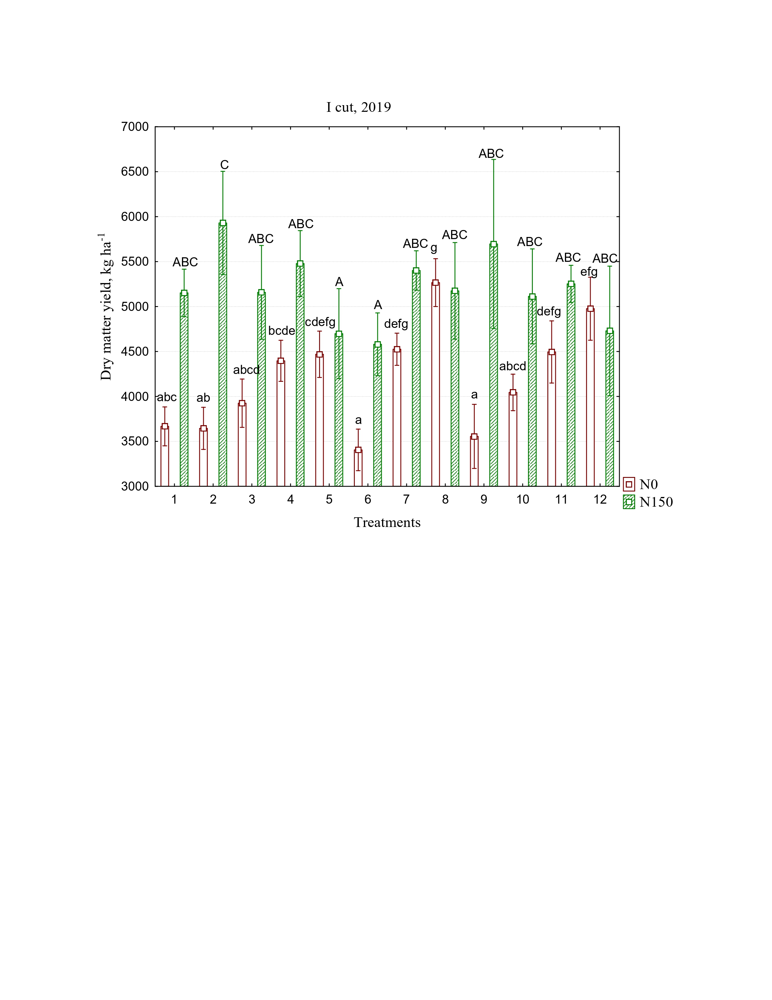 I cut, 2019
Dry matter yield, kg ha-1
7000
6500
6000
5500
5000
4500
4000
3500
3000
abc
ABC
ab
C
abcd
ABC
bcde
ABC
cdefg
A
a
A
defg
ABC
g
ABC
a
ABC
abcd
ABC
defg
ABC
efg
ABC
1 2 3 4 5 6 7 8 9 10 11 12
Treatments
N0
N150